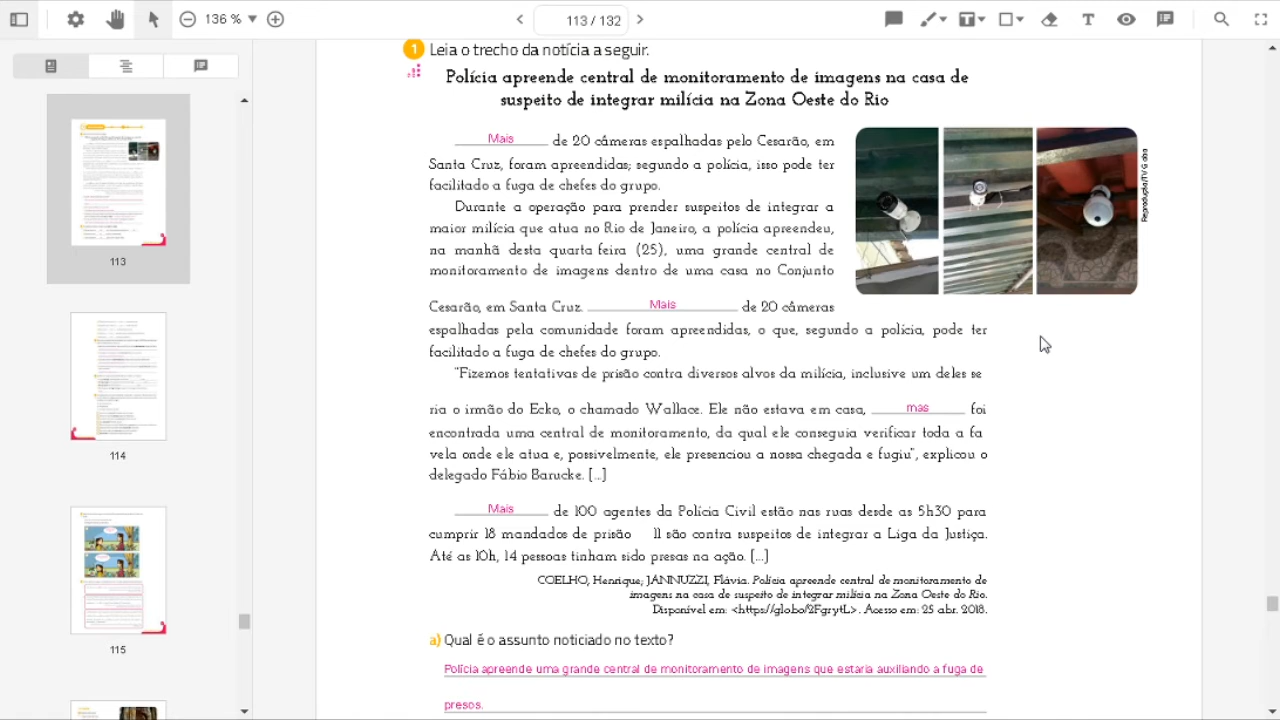 136 %
113 / 132
1 Leia o trecho da notícia a seguir.
Polícia apreende central de monitoramento de imagens na casa de
suspeito de integrar milícia na Zona Oeste do Rio
Mais de 20 câmeras espalhadas pelo Cesarão, em
Santa Cruz, foram apreendidas; segundo a polícia, isso pode ter
facilitado a fuga de parte do grupo.
Durante operação para prender suspeitos de integrar a
maior milícia que atua no Rio de Janeiro, a polícia apreendeu,
na manhã desta quarta-feira (25), uma grande central de
monitoramento de imagens dentro de uma casa no Conjunto
Cesarão, em Santa Cruz. Mais de 20 câmeras
espalhadas pela comunidade foram apreendidas, o que, segundo a polícia, pode ter
facilitado a fuga de parte do grupo.
"Fizemos três prisão contra diversos alvos da milícia, inclusive um deles se
ria o irmão do chamado Wallace. Ele não estava em casa, mas foi
encontrada uma central de monitoramento, da qual ele conseguia verificar toda a fa
vela onde ele atua e, possivelmente, ele presenciou a nossa chegada e fugiu", explicou o
delegado Fábio Barucke. [...]
Mais de 100 agentes da Polícia Civil estão nas ruas desde as 5h30 para
cumprir 18 mandados de prisão 11 são contra suspeitos de integrar a Liga da Justiça.
Até as 10h, 14 pessoas tinham sido presas na ação. [...]
Henrique; JANNUZZI, Flávia. Polícia apreende central de monitoramento de
imagens na casa de suspeito de integrar milícia na Zona Oeste do Rio.
Disponível em: Acesso em: 25 abr. 2018.
Reprodução/TV Globo
a) Qual é o assunto noticiado no texto?
Polícia apreende uma grande central de monitoramento de imagens que estaria auxiliando a fuga de
presos.
113
114
115